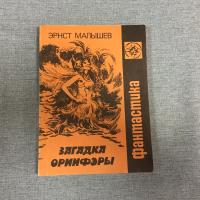 ЭРНСТ МАЛЫШЕВ
ЗАГАДКА
ОРИНФЭРЫ
фантастика